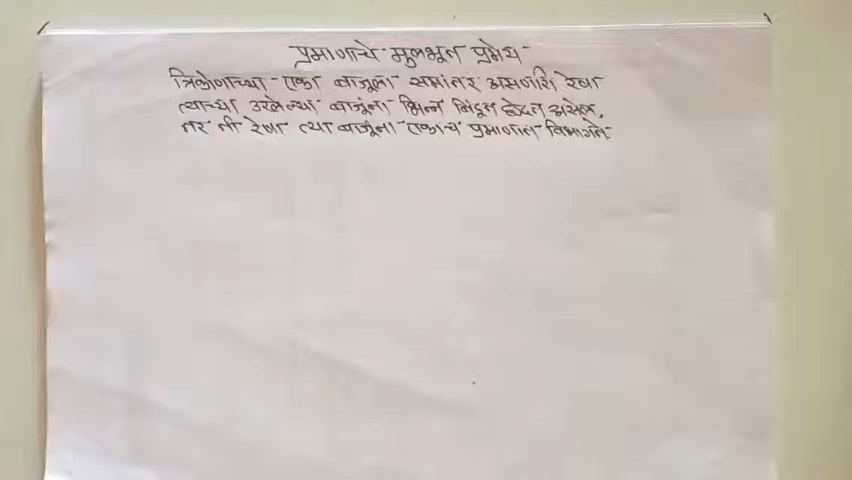 प्रमाणाचे मुलभूत प्रमेय
त्रिकोणाच्या एका बाजूला समांतर असणारी रेषा
त्याच्या उरलेल्या बाजूंना भिन्न बिंदूत छेदत असेल,
तर ती रेषा त्या बाजूंना एकाच प्रमाणात विभागते